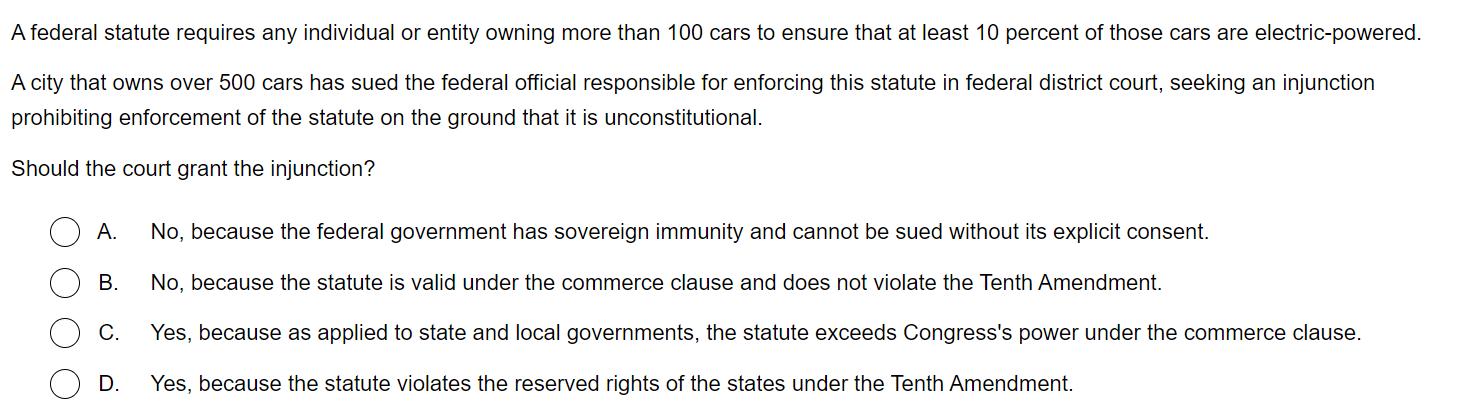 A federal statute requires any individual or entity owning more than 100 cars to ensure that at least 10 percent of those cars are electric-powered.
A city that owns over 500 cars has sued the federal official responsible for enforcing this statute in federal district court, seeking an injunction
prohibiting enforcement of the statute on the ground that it is unconstitutional.
Should the court grant the injunction?
A. No, because the federal government has sovereign immunity and cannot be sued without its explicit consent.
B. No, because the statute is valid under the commerce clause and does not violate the Tenth Amendment.
C. Yes, because as applied to state and local governments, the statute exceeds Congress's power under the commerce clause.
D. Yes, because the statute violates the reserved rights of the states under the Tenth Amendment.